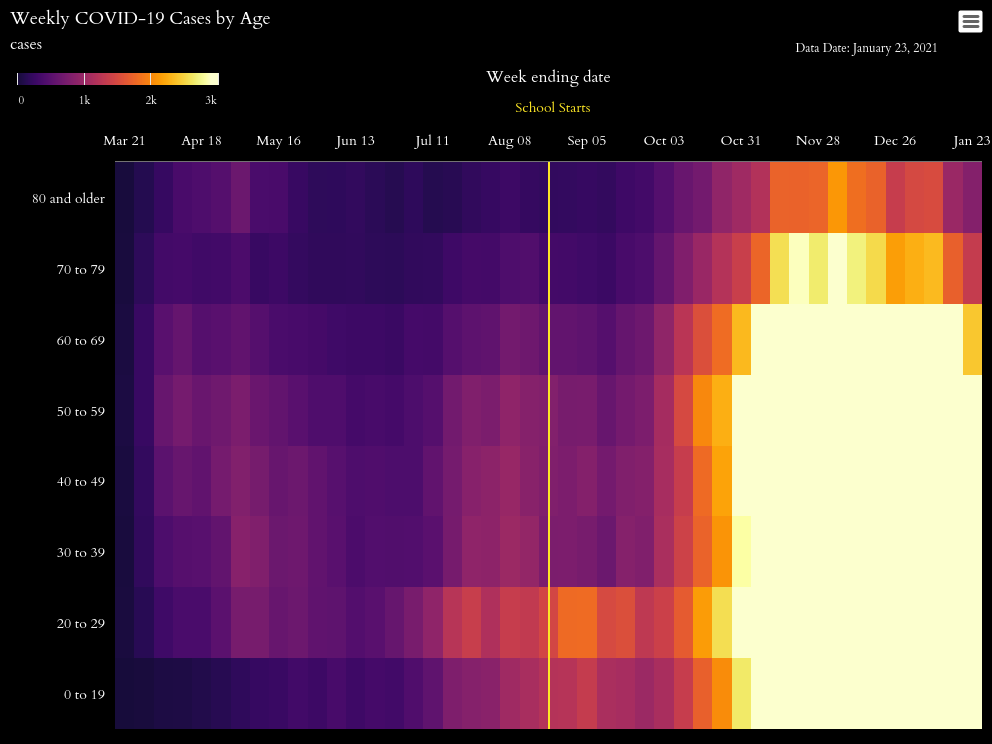 Weekly COVID-19 Cases by Age
cases
Data Date: January 23, 2021
0 1k 2k 3k
Week ending date
School Starts
Mar 21 Apr 18 May 16 Jun 13 Jul 11 Aug 08 Sep 05 Oct 03 Oct 31 Nov 28 Dec 26 Jan 23
80 and older
70 to 79
60 to 69
50 to 59
40 to 49
30 to 39
20 to 29
0 to 19